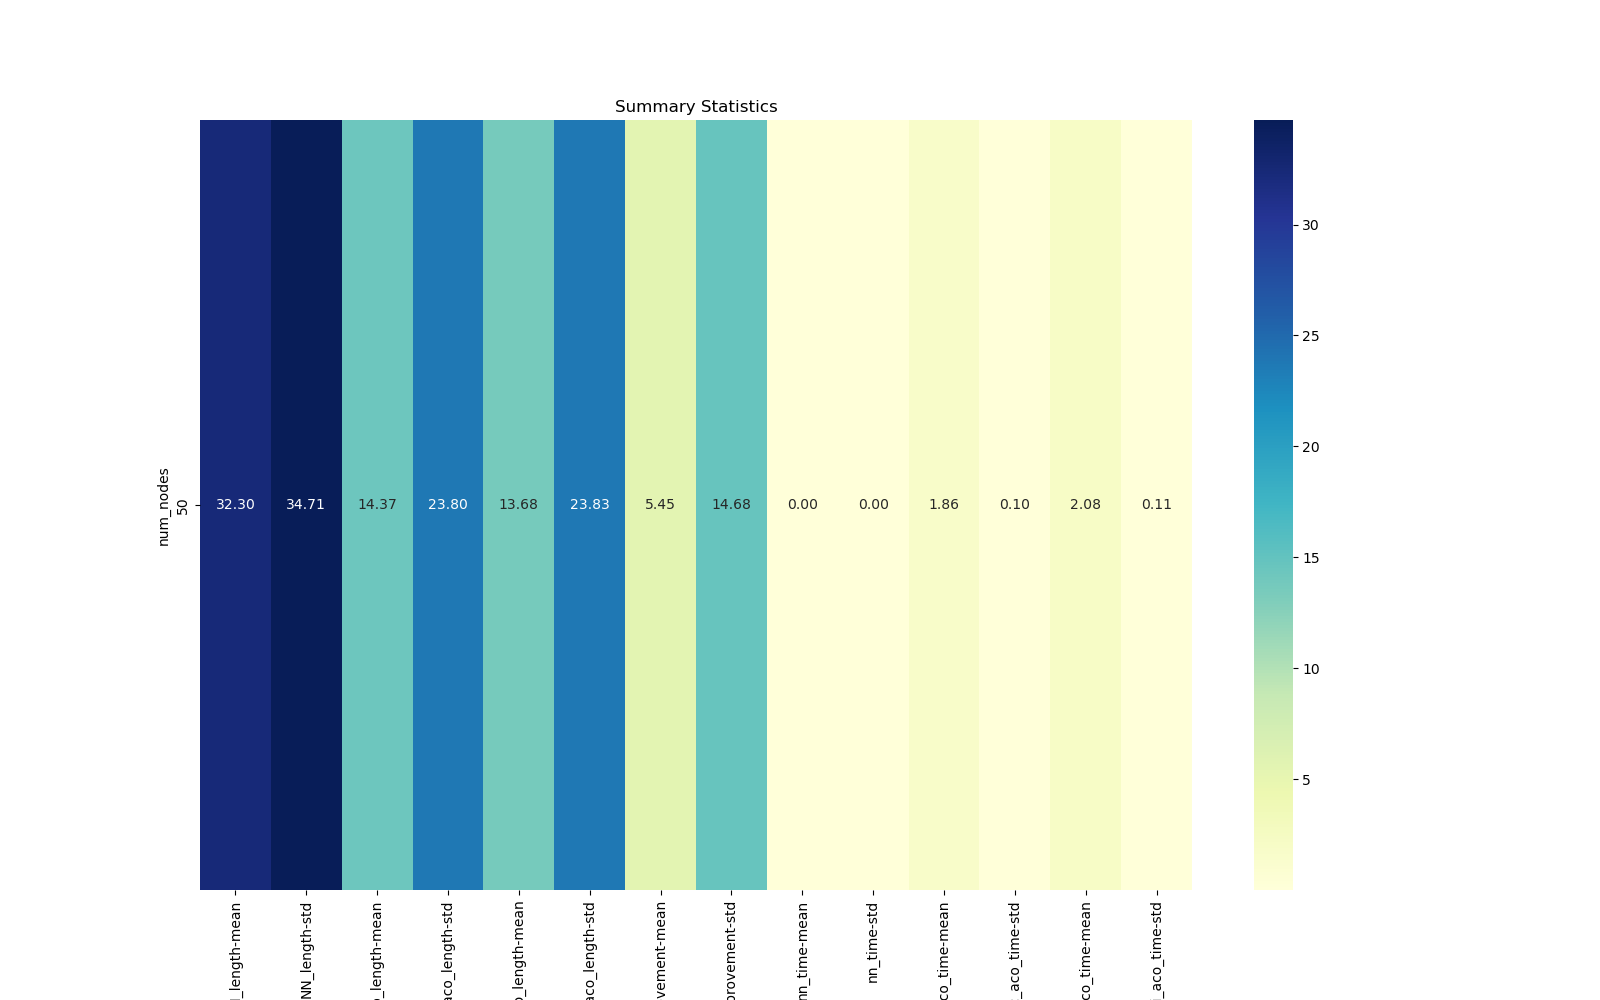 Summary Statistics
num_nodes
50
32.30 34.71 14.37 23.80 13.68 23.83 5.45 14.68 0.00 0.00 1.86 0.10 2.08 0.11
30
25
20
15
10
5
_length-mean
NN_length-std
_length-mean
aco_length-std
_length-mean
aco_length-std
vement-mean
provement-std
nn_time-mean
nn_time-std
co_time-mean
_aco_time-std
co_time-mean
_aco_time-std